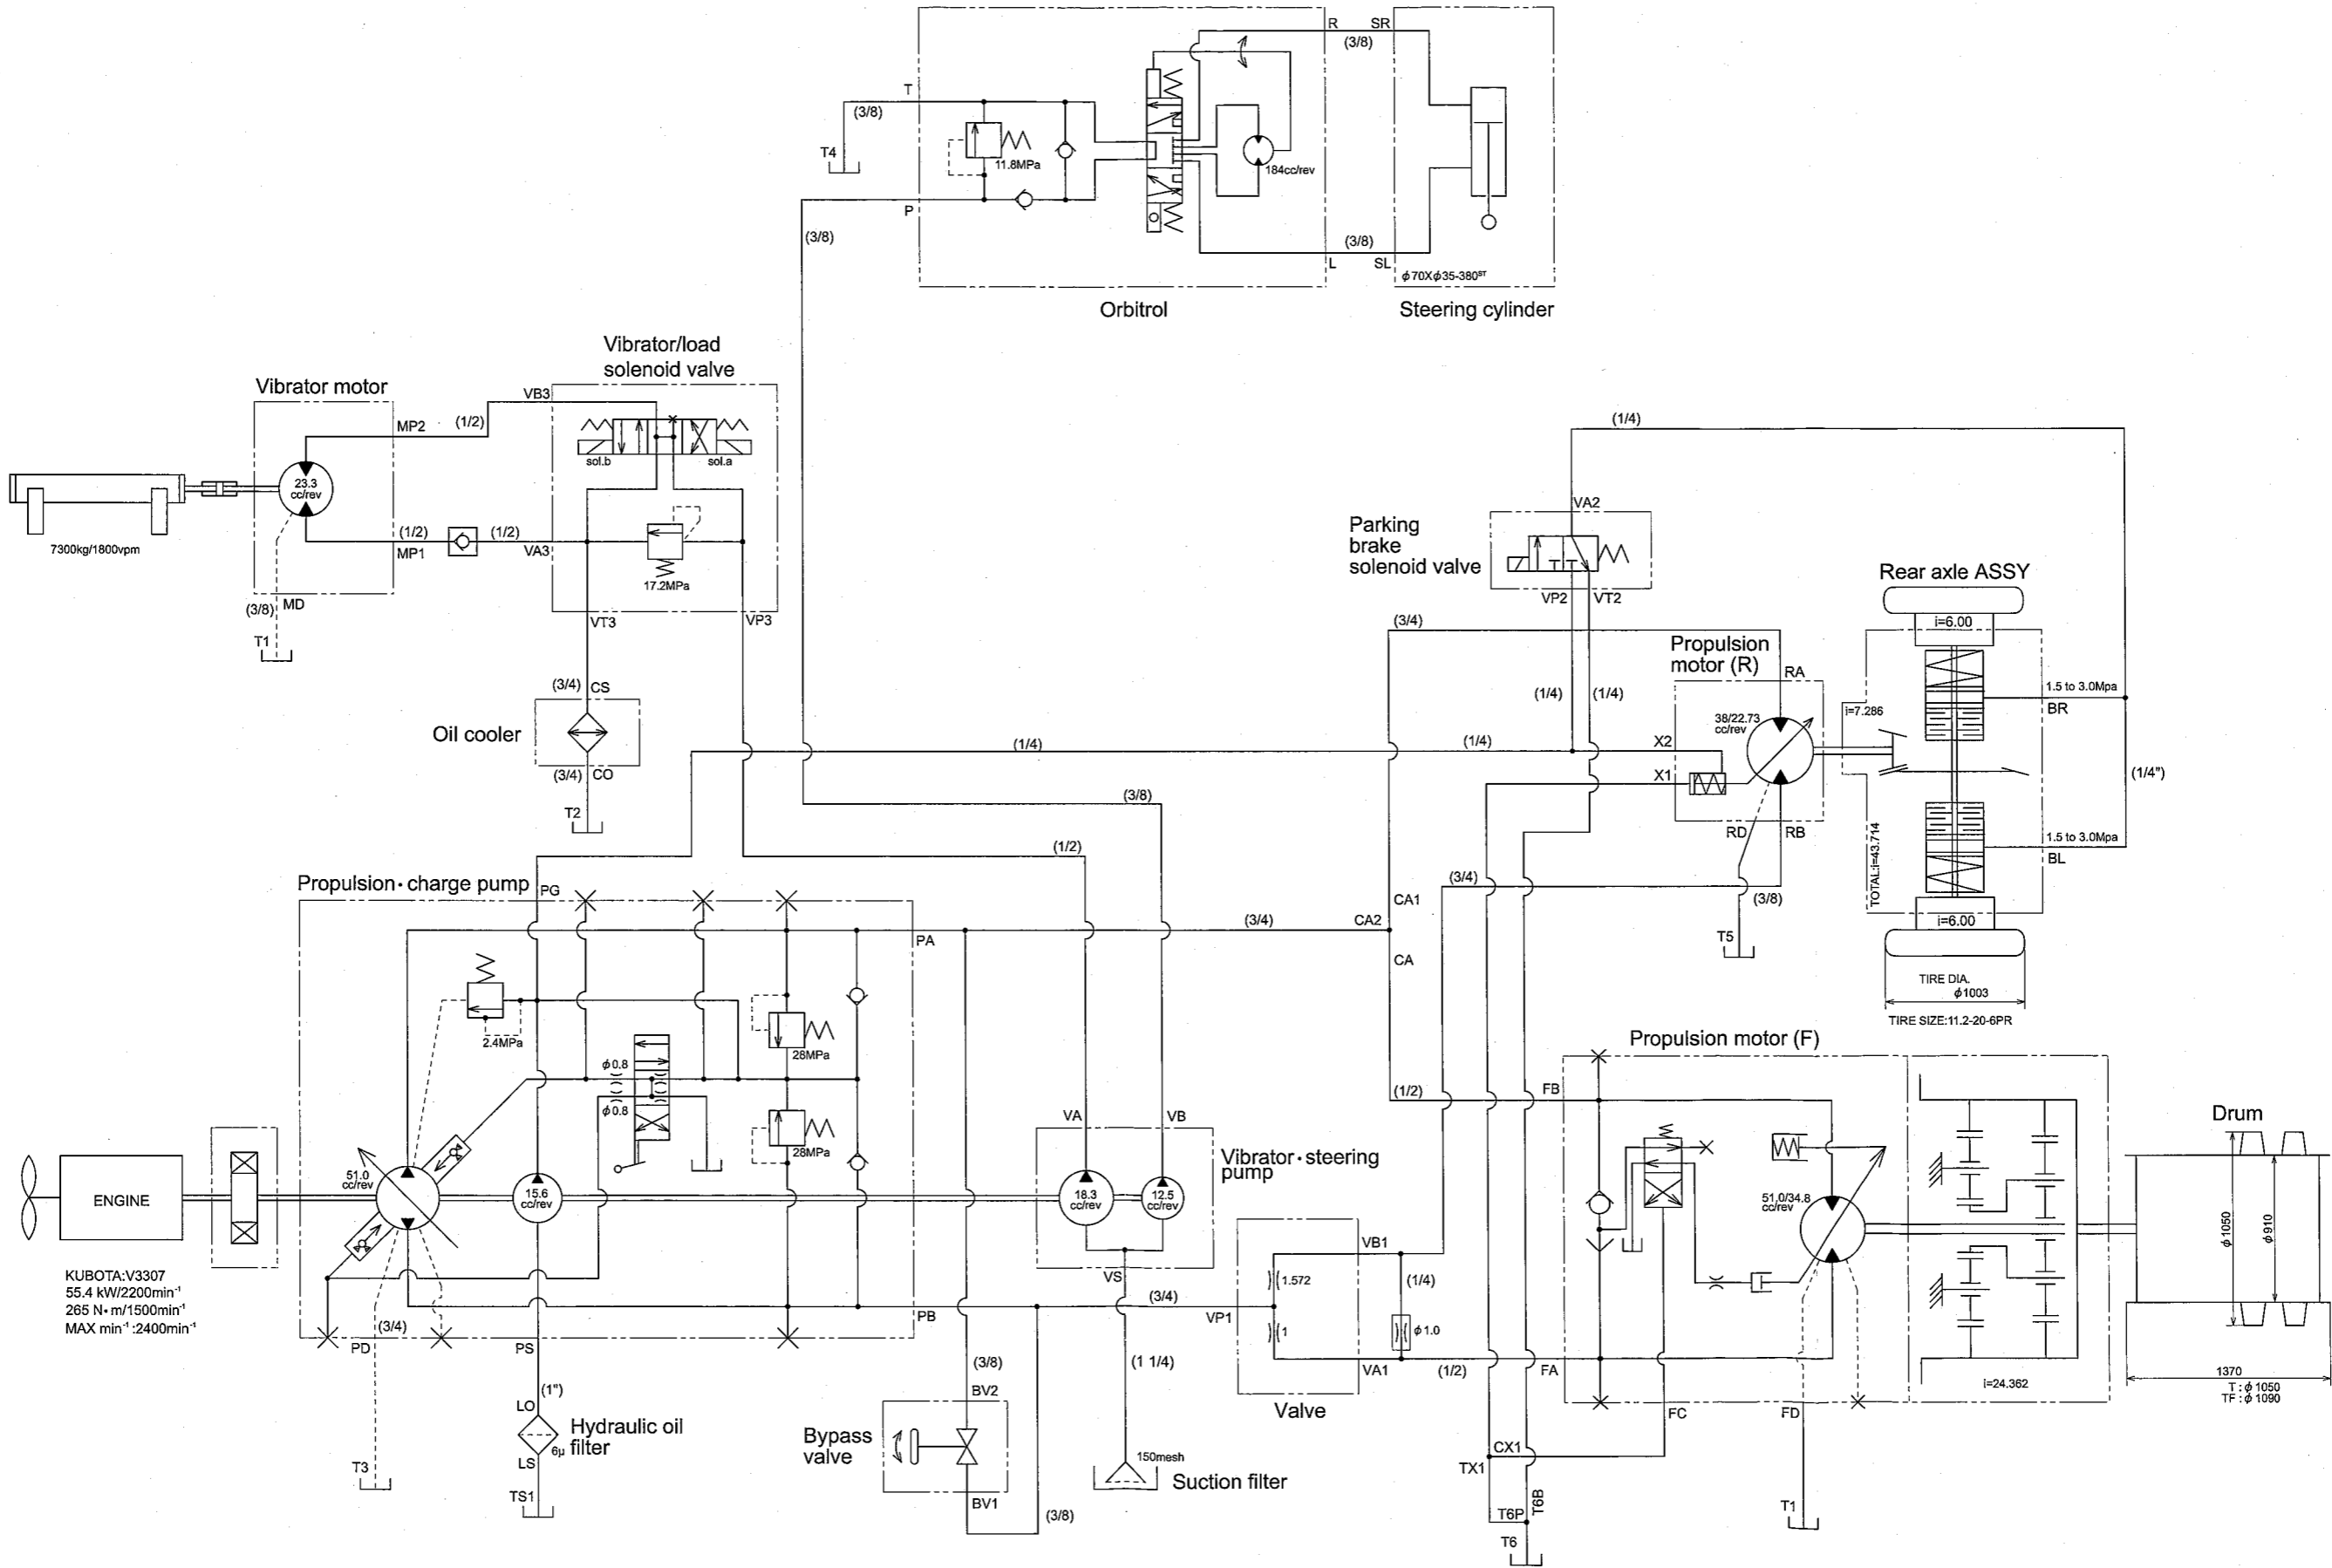 R
SR
(3/8)
T
(3/8)
T4
11.8MPa
184cc/rev
P
(3/8)
(3/8)
L
SL
φ70Xφ35-380ST
Orbitrol
Steering cylinder
Vibrator/load
solenoid valve
Vibrator motor
VB3
MP2
(1/2)
sol.b
sol.a
23.3
cc/rev
(1/2)
(1/2)
MP1
VA3
17.2MPa
7300kg/1800vpm
(3/8)
MD
T1
VT3
VP3
(3/4)
CS
Oil cooler
(3/4)
CO
T2
(1/4)
VA2
Parking
brake
solenoid valve
VP2
VT2
Rear axle ASSY
i=6.00
(3/4)
Propulsion
motor (R)
RA
(1/4)
(1/4)
38/22.73
cc/rev
i=7.286
1.5 to 3.0Mpa
BR
(1/4)
(1/4)
X2
X1
(1/4")
(3/8)
RD
RB
1.5 to 3.0Mpa
BL
TOTAL:i=43.714
(1/2)
(3/4)
(3/8)
i=6.00
T5
TIRE DIA.
φ1003
TIRE SIZE:11.2-20-6PR
Propulsion・charge pump
PG
(3/4)
CA2
CA1
CA
PA
2.4MPa
28MPa
φ0.8
φ0.8
28MPa
51.0
cc/rev
15.6
cc/rev
ENGINE
KUBOTA:V3307
55.4 kW/2200min-1
265 N•m/1500min-1
MAX min-1 :2400min-1
VA
VB
Vibrator・steering
pump
18.3
cc/rev
12.5
cc/rev
VS
(3/4)
PD
PS
PB
(3/4)
VP1
VB1
1.572
1
(1/4)
φ1.0
VA1
(1/2)
Valve
(1")
LO
Hydraulic oil
filter
6μ
LS
TS1
T3
(3/8)
BV2
Bypass
valve
BV1
(3/8)
(1 1/4)
150mesh
Suction filter
Propulsion motor (F)
(1/2)
FB
51.0/34.8
cc/rev
FA
FC
FD
i=24.362
CX1
TX1
T6P
T6B
T6
T1
Drum
φ1050
φ910
1370
T : φ1050
TF : φ1090